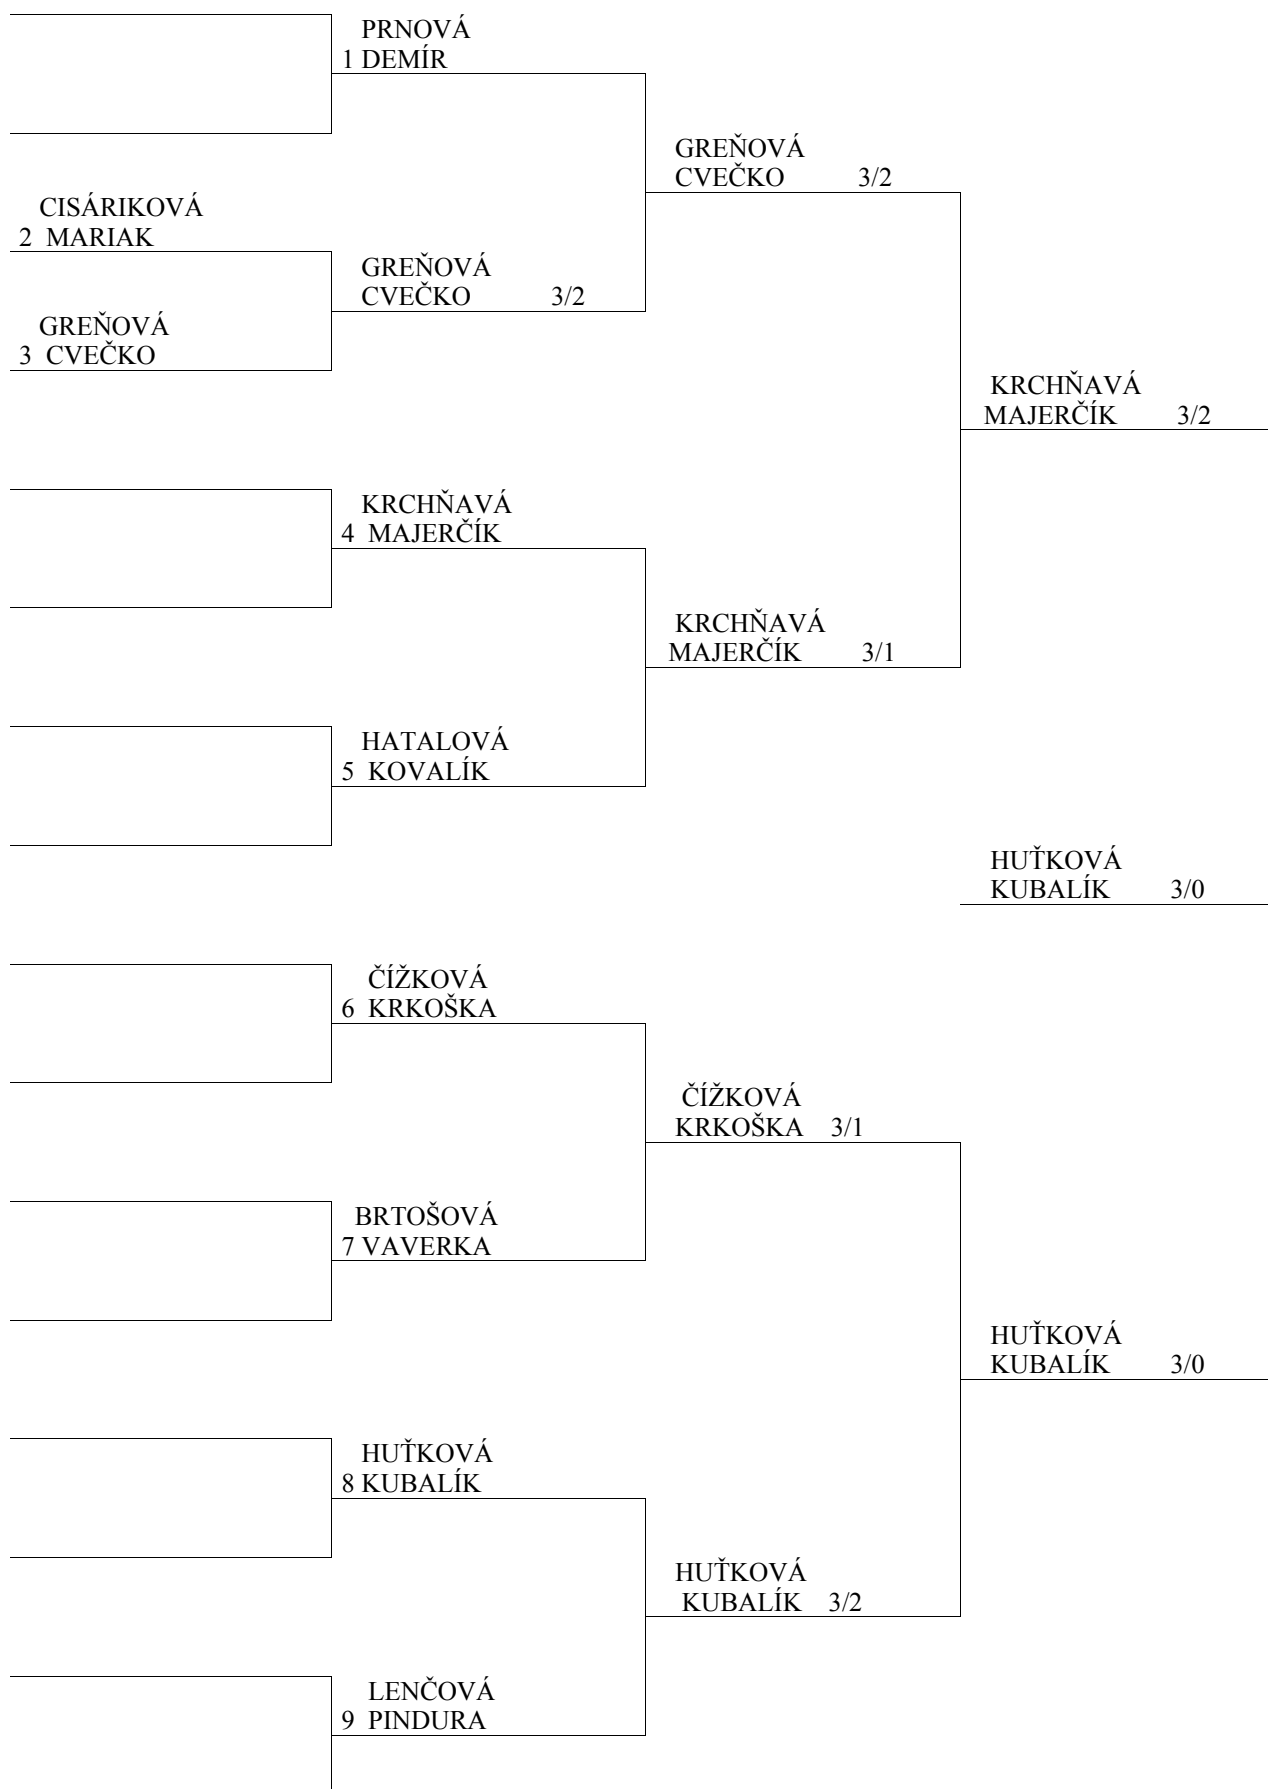 PRNOVÁ
1 DEMÍR
GREŇOVÁ
CVEČKO 3/2
CISÁRIKOVÁ
2 MARIAK
GREŇOVÁ
CVEČKO 3/2
GREŇOVÁ
3 CVEČKO
KRCHŇAVÁ
MAJERČÍK 3/2
KRCHŇAVÁ
4 MAJERČÍK
KRCHŇAVÁ
MAJERČÍK 3/1
HATALOVÁ
5 KOVALÍK
HUŤKOVÁ
KUBALÍK 3/0
ČÍŽKOVÁ
6 KRKOŠKA
ČÍŽKOVÁ
KRKOŠKA 3/1
BRTOŠOVÁ
7 VAVERKA
HUŤKOVÁ
KUBALÍK 3/0
HUŤKOVÁ
8 KUBALÍK
HUŤKOVÁ
KUBALÍK 3/2
LENČOVÁ
9 PINDURA